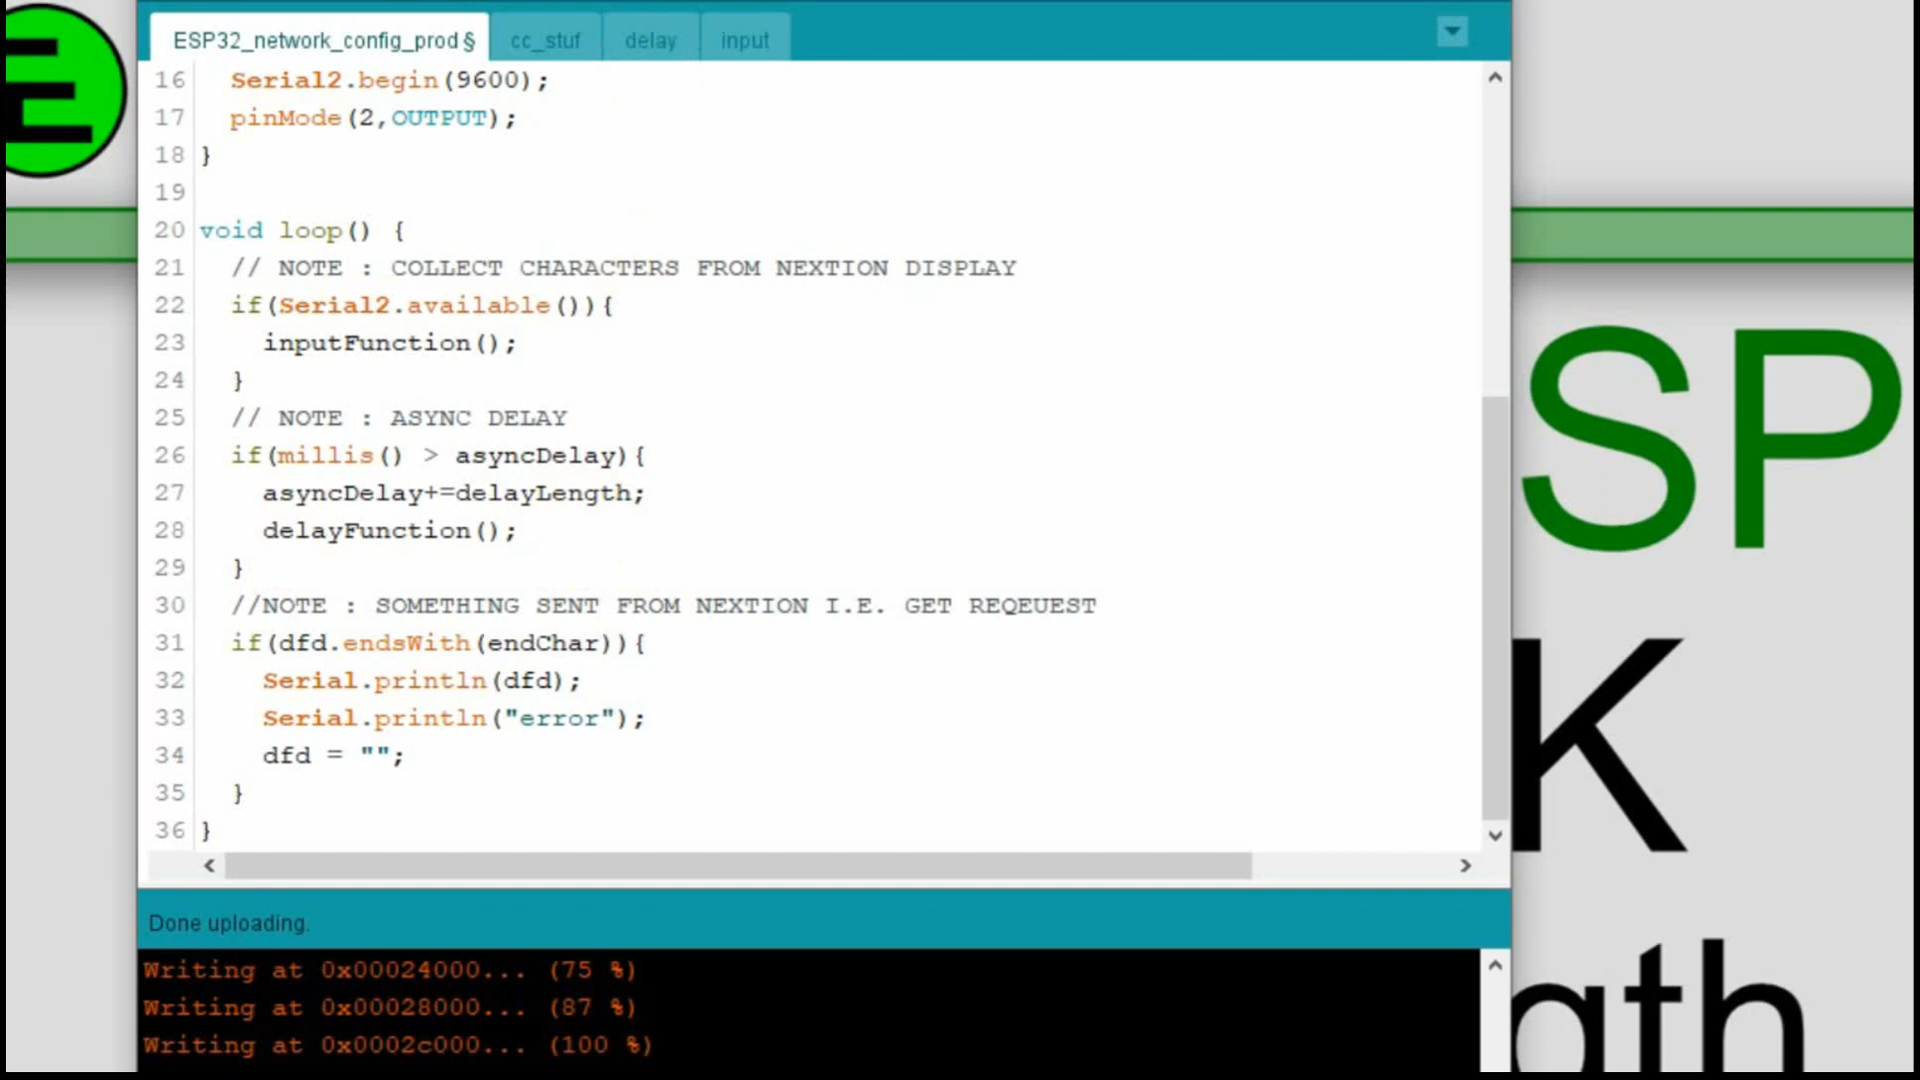 ESP32_network_config_prod § cc_stuf delay input
16 Serial2.begin(9600);
17 pinMode(2,OUTPUT);
18 }
19
20 void loop() {
21 // NOTE : COLLECT CHARACTERS FROM NEXTION DISPLAY
22 if(Serial2.available()){
23 inputFunction();
24 }
25 // NOTE : ASYNC DELAY
26 if(millis() > asyncDelay){
27 asyncDelay+=delayLength;
28 delayFunction();
29 }
30 //NOTE : SOMETHING SENT FROM NEXTION I.E. GET REQEUEST
31 if(dfd.endsWith(endChar)){
32 Serial.println(dfd);
33 Serial.println("error");
34 dfd = "";
35 }
36 }
Done uploading.
Writing at 0x00024000... (75 %)
Writing at 0x00028000... (87 %)
Writing at 0x0002c000... (100 %)
SP
K
gth